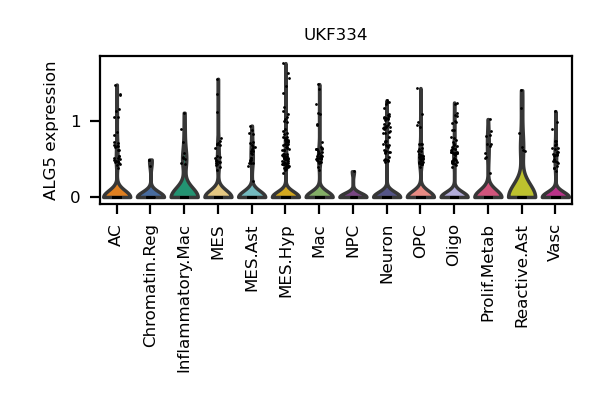 UKF334
ALG5 expression
1
0
AC
Chromatin.Reg
Inflammatory.Mac
MES
MES.Ast
MES.Hyp
Mac
NPC
Neuron
OPC
Oligo
Prolif.Metab
Reactive.Ast
Vasc